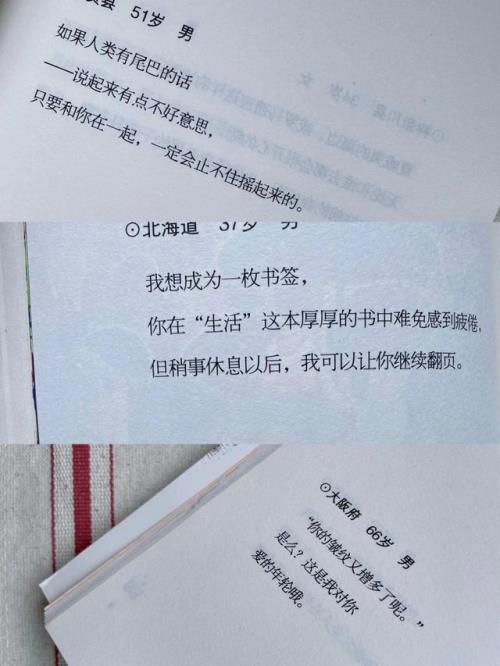 县 51岁 男
如果人类有尾巴的话
——说起来有点不好意思，
只要和你在一起，一定会止不住摇起来的。
⊙北海道 37岁 男
我想成为一枚书签，
你在“生活”这本厚厚的书中难免感到疲倦，
但稍事休息以后，我可以让你继续翻页。
⊙大阪府 66岁 男
“你的皱纹又增多了呢。”
是么？这是我对你
爱的年轮哦。